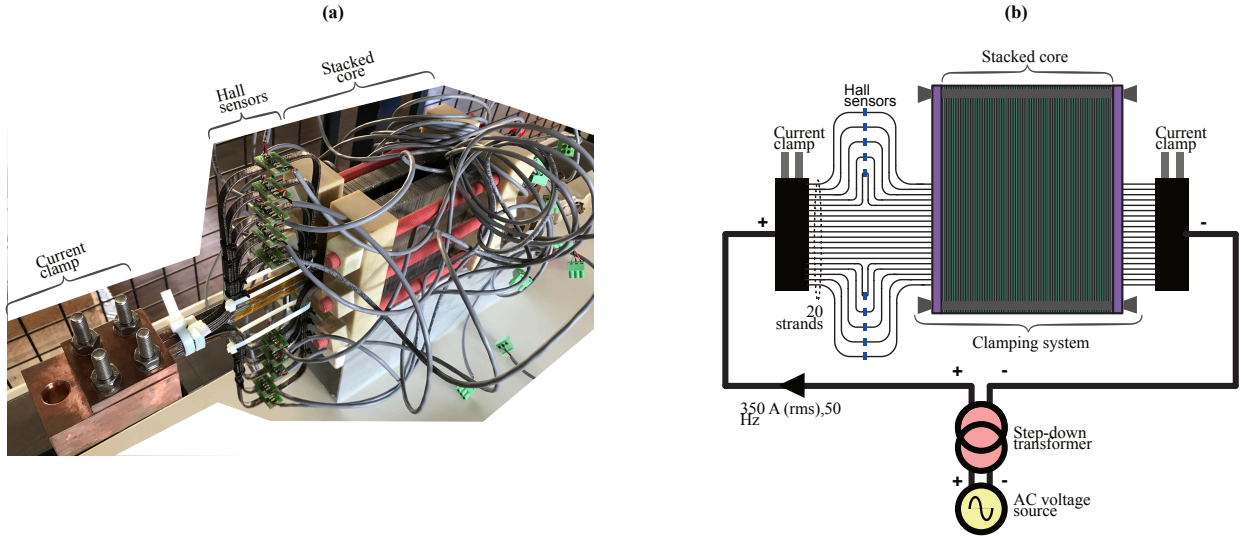 (a)
(b)
Stacked
core
Hall
sensors
Current
clamp
Stacked core
Hall
sensors
Current
clamp
Current
clamp
+
-
20
strands
Clamping system
+ -
350 A (rms),50
Hz
Step-down
transformer
+ -
AC voltage
source